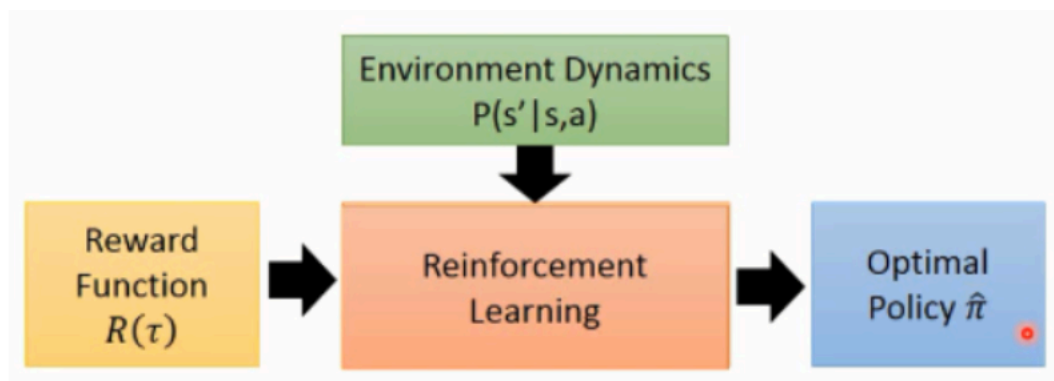 Environment Dynamics
P(s′|s,a)
Reward
Function
R(τ)
Reinforcement
Learning
Optimal
Policy π̂